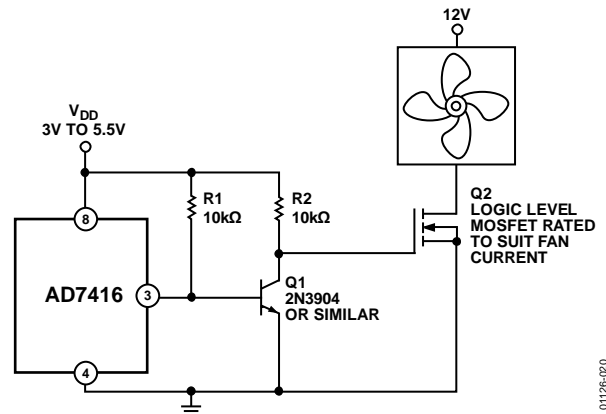 12V
VDD
3V TO 5.5V
R1
10kΩ
R2
10kΩ
Q2
LOGIC LEVEL
MOSFET RATED
TO SUIT FAN
CURRENT
8
AD7416
3
Q1
2N3904
OR SIMILAR
4
01126-020